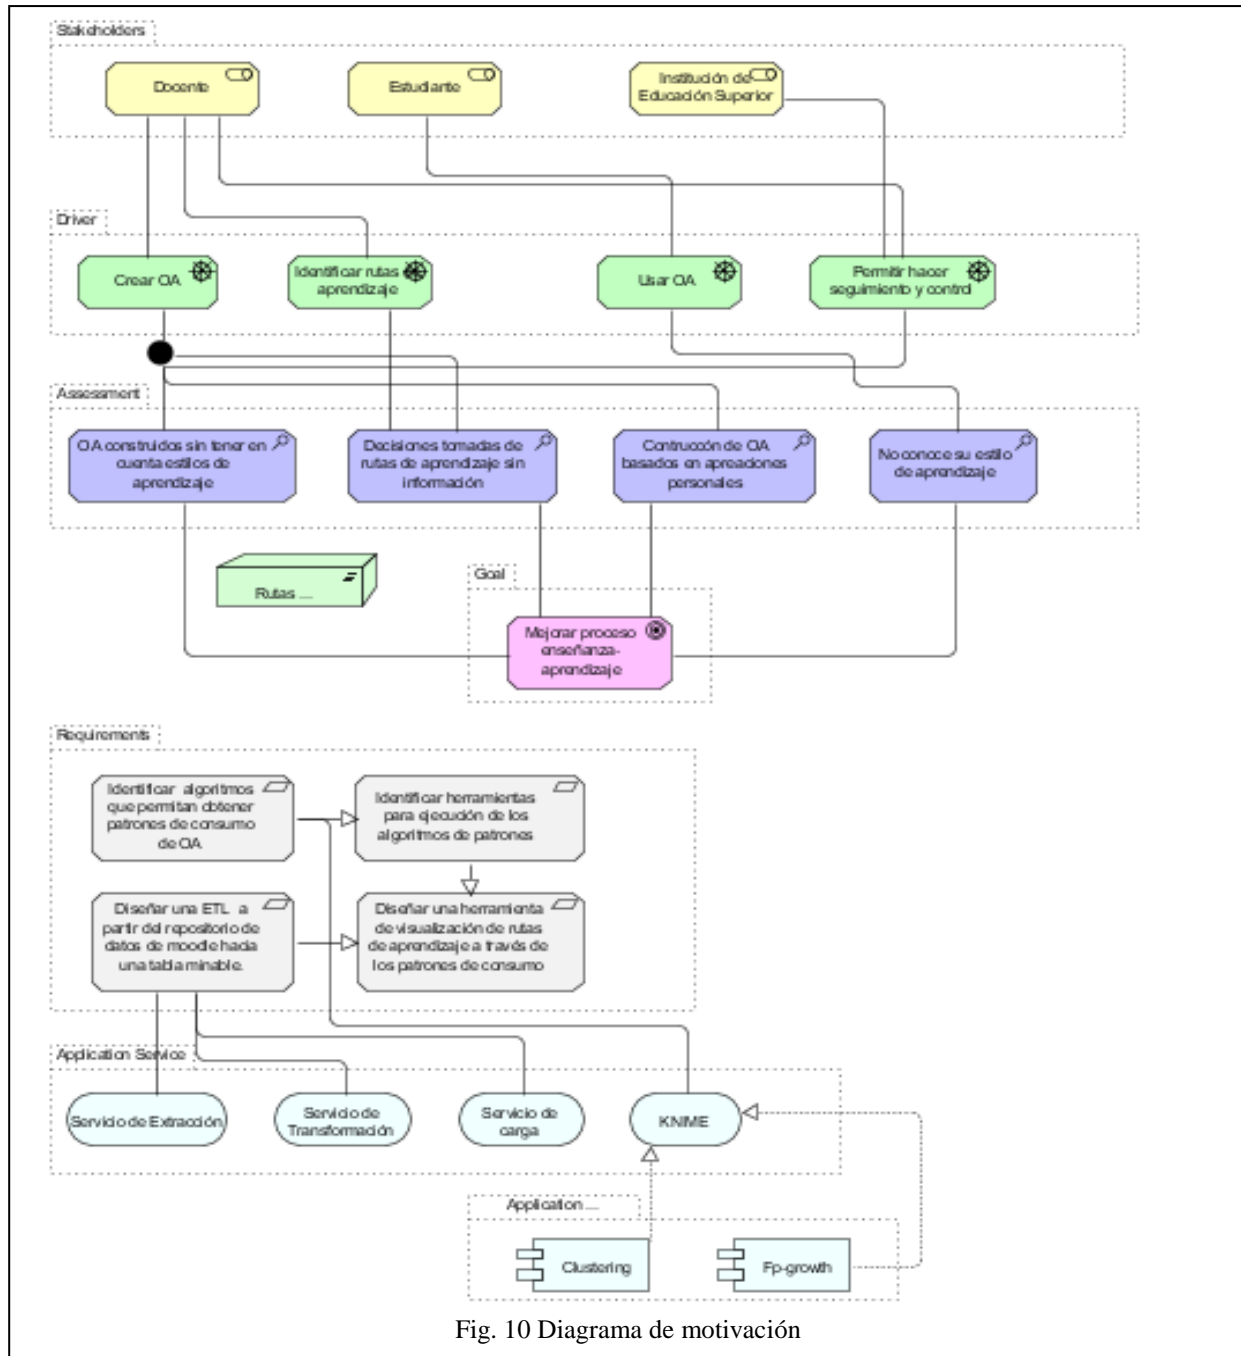 Stakeholders
Docente
Estudiante
Institución de
Educación Superior
Driver
Crear OA
Identificar rutas
aprendizaje
Usar OA
Permitir hacer
seguimiento y control
Assessment
OA construidos sin tener en
cuenta estilos de
aprendizaje
Decisiones tomadas de
rutas de aprendizaje sin
información
Contruccón de OA
basados en apreaciones
personales
No conoce su estilo
de aprendizaje
Rutas ...
Goal
Mejorar proceso
enseñanza-
aprendizaje
Requirements
Identificar algoritmos
que permitan obtener
patrones de consumo
de OA
Identificar herramientas
para ejecución de los
algoritmos de patrones
Diseñar una ETL a
partir del repositorio de
datos de moodle hacia
una tabla minable.
Diseñar una herramienta
de visualización de rutas
de aprendizaje a través de
los patrones de consumo
Application Service
Servicio de Extracción
Servicio de
Transformación
Servicio de
carga
KNIME
Application ...
Clustering
Fp-growth
Fig. 10 Diagrama de motivación